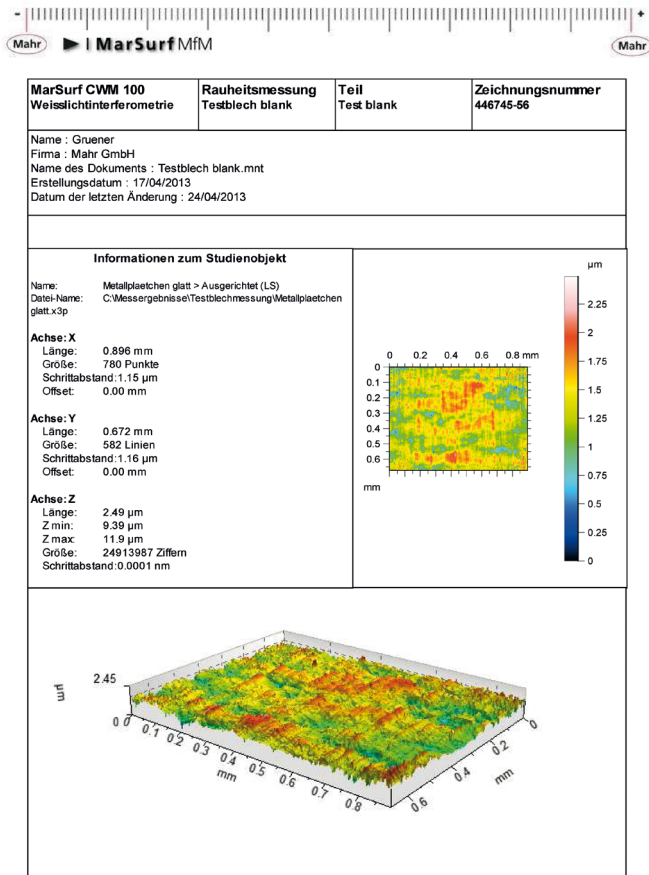 - +
Mahr Mahr
MarSurf MfM
MarSurf CWM 100
Weisslichtinterferometrie
Rauheitsmessung
Testblech blank
Teil
Test blank
Zeichnungsnummer
446745-56
Name : Gruener
Firma : Mahr GmbH
Name des Dokuments : Testblech blank.mnt
Erstellungsdatum : 17/04/2013
Datum der letzten Änderung : 24/04/2013
Informationen zum Studienobjekt
Name: Metallplaetchen glatt > Ausgerichtet (LS)
Datei-Name: C:\Messergebnisse\Testblechmessung\Metallplaetchen
glatt.x3p
Achse: X
Länge: 0.896 mm
Größe: 780 Punkte
Schrittabstand:1.15 µm
Offset: 0.00 mm
Achse: Y
Länge: 0.672 mm
Größe: 582 Linien
Schrittabstand:1.16 µm
Offset: 0.00 mm
Achse: Z
Länge: 2.49 µm
Z min: 9.39 µm
Z max: 11.9 µm
Größe: 24913987 Ziffern
Schrittabstand:0.0001 nm
0 0.2 0.4 0.6 0.8 mm
0
0.1
0.2
0.3
0.4
0.5
0.6
mm
µm
2.25
2
1.75
1.5
1.25
1
0.75
0.5
0.25
0
µm
2.45
0
0 0.1 0.2 0.3 0.4 0.5 0.6 0.7 0.8
mm
0 0.2 0.4 0.6
mm